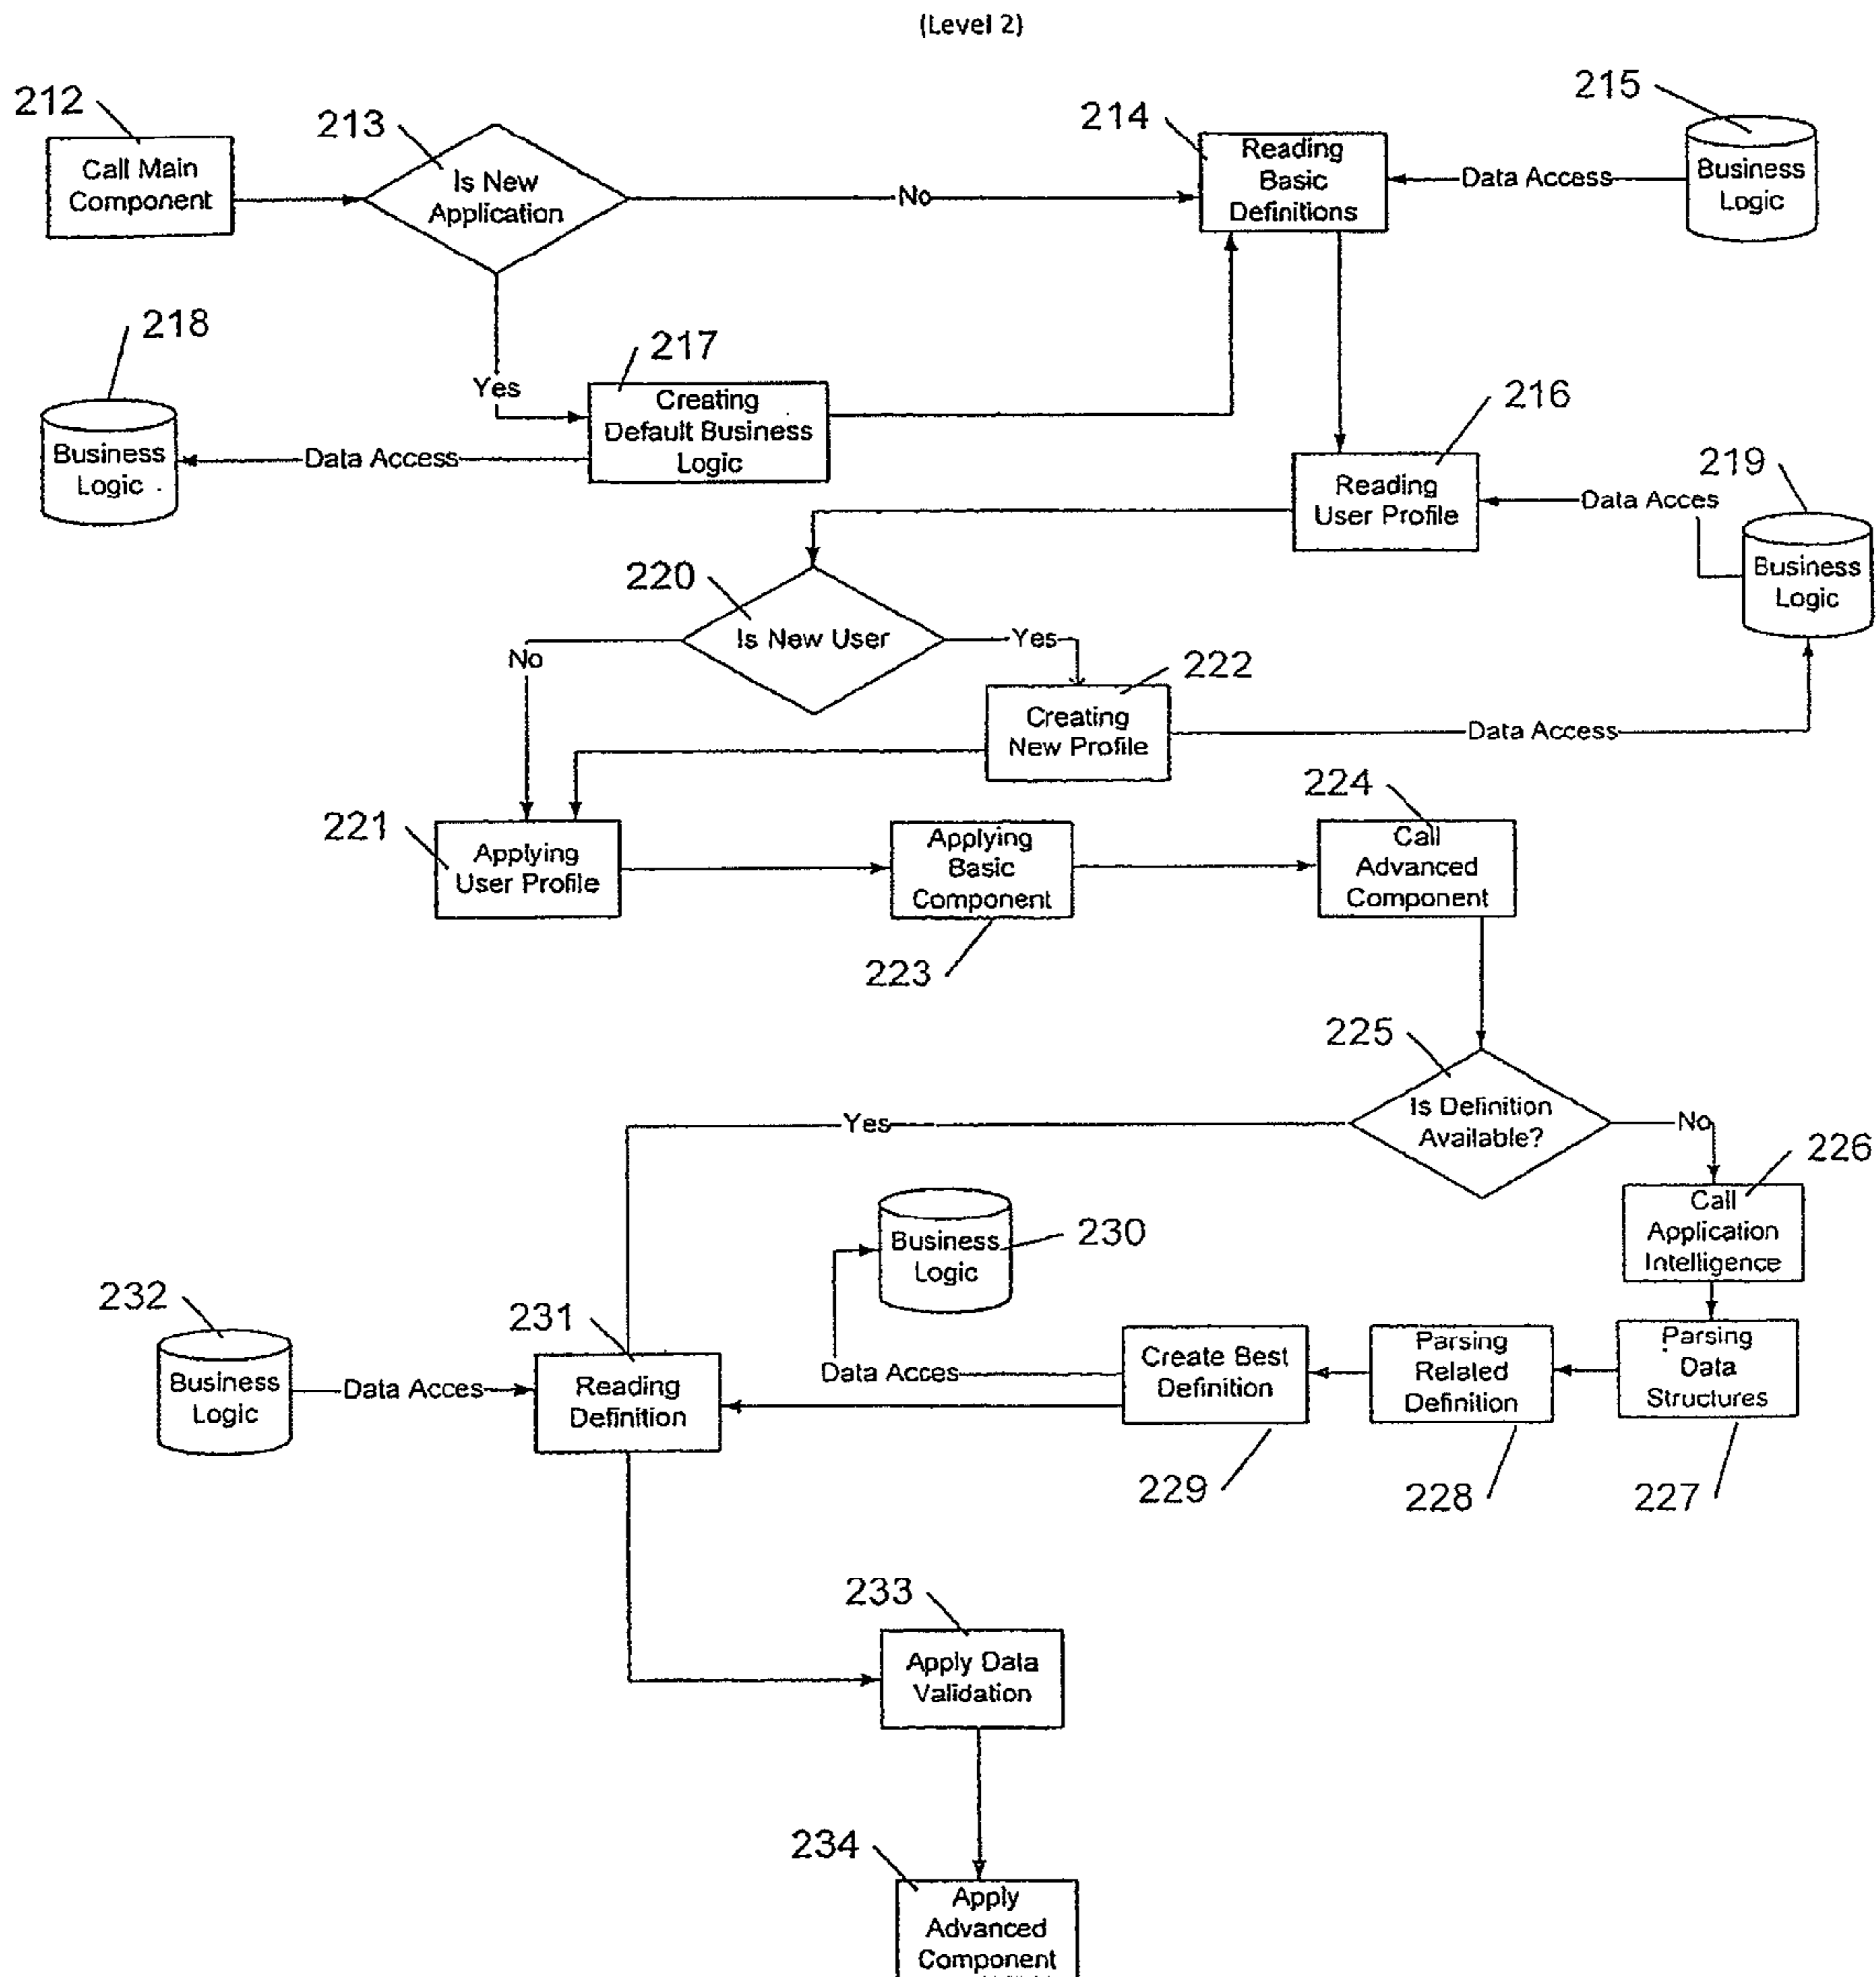 (Level 2)
212
Call Main
Component
213
Is New
Application
No
214
Reading
Basic
Definitions
Data Access
215
Business
Logic
Yes
218
Business
Logic
Data Access
217
Creating
Default Business
Logic
216
Reading
User Profile
Data Acces
219
Business
Logic
220
Is New User
No
Yes
222
Creating
New Profile
Data Access
221
Applying
User Profile
Applying
Basic
Component
223
224
Call
Advanced
Component
225
Is Definition
Available?
Yes
No
226
Call
Application
Intelligence
Business
Logic
230
232
Business
Logic
Data Acces
231
Reading
Definition
Data Acces
Create Best
Definition
229
Parsing
Related
Definition
228
Parsing
Data
Structures
227
233
Apply Data
Validation
234
Apply
Advanced
Component